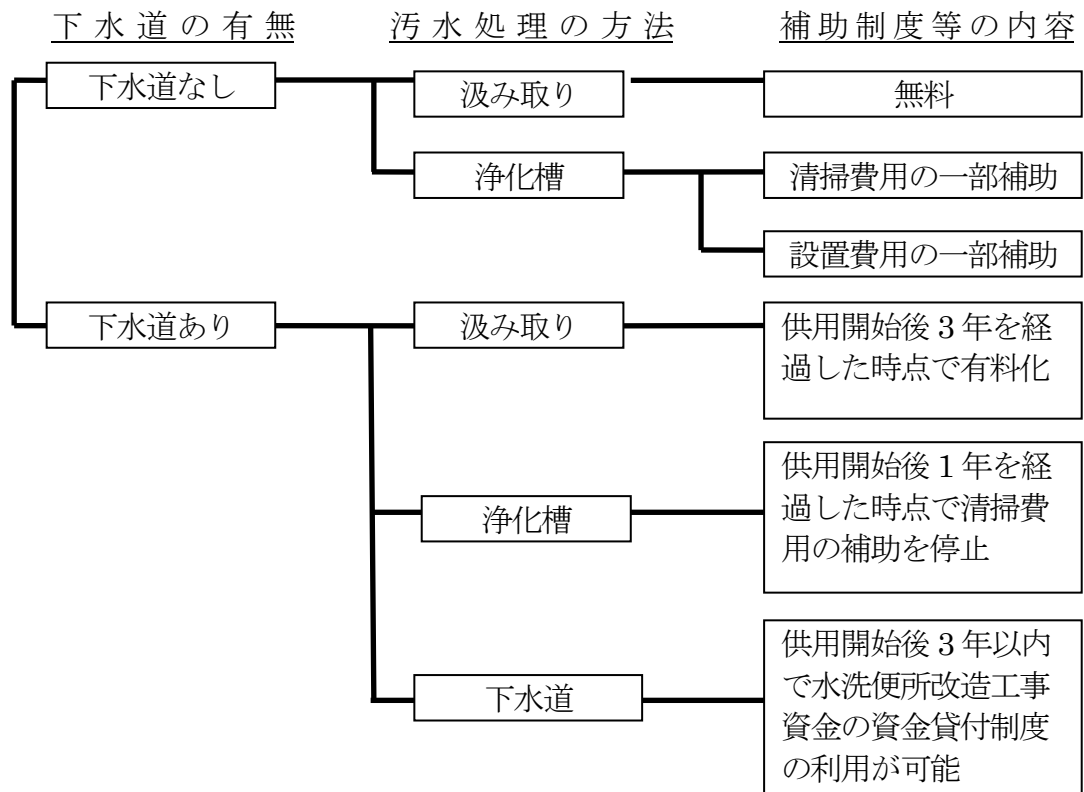 下水道の有無 汚水処理の方法 補助制度等の内容
下水道なし 汲み取り 無料
浄化槽 清掃費用の一部補助
設置費用の一部補助
下水道あり 汲み取り 供用開始後3年を経
過した時点で有料化
浄化槽 供用開始後1年を経
過した時点で清掃費
用の補助を停止
下水道 供用開始後3年以内
で水洗便所改造工事
資金の資金貸付制度
の利用が可能